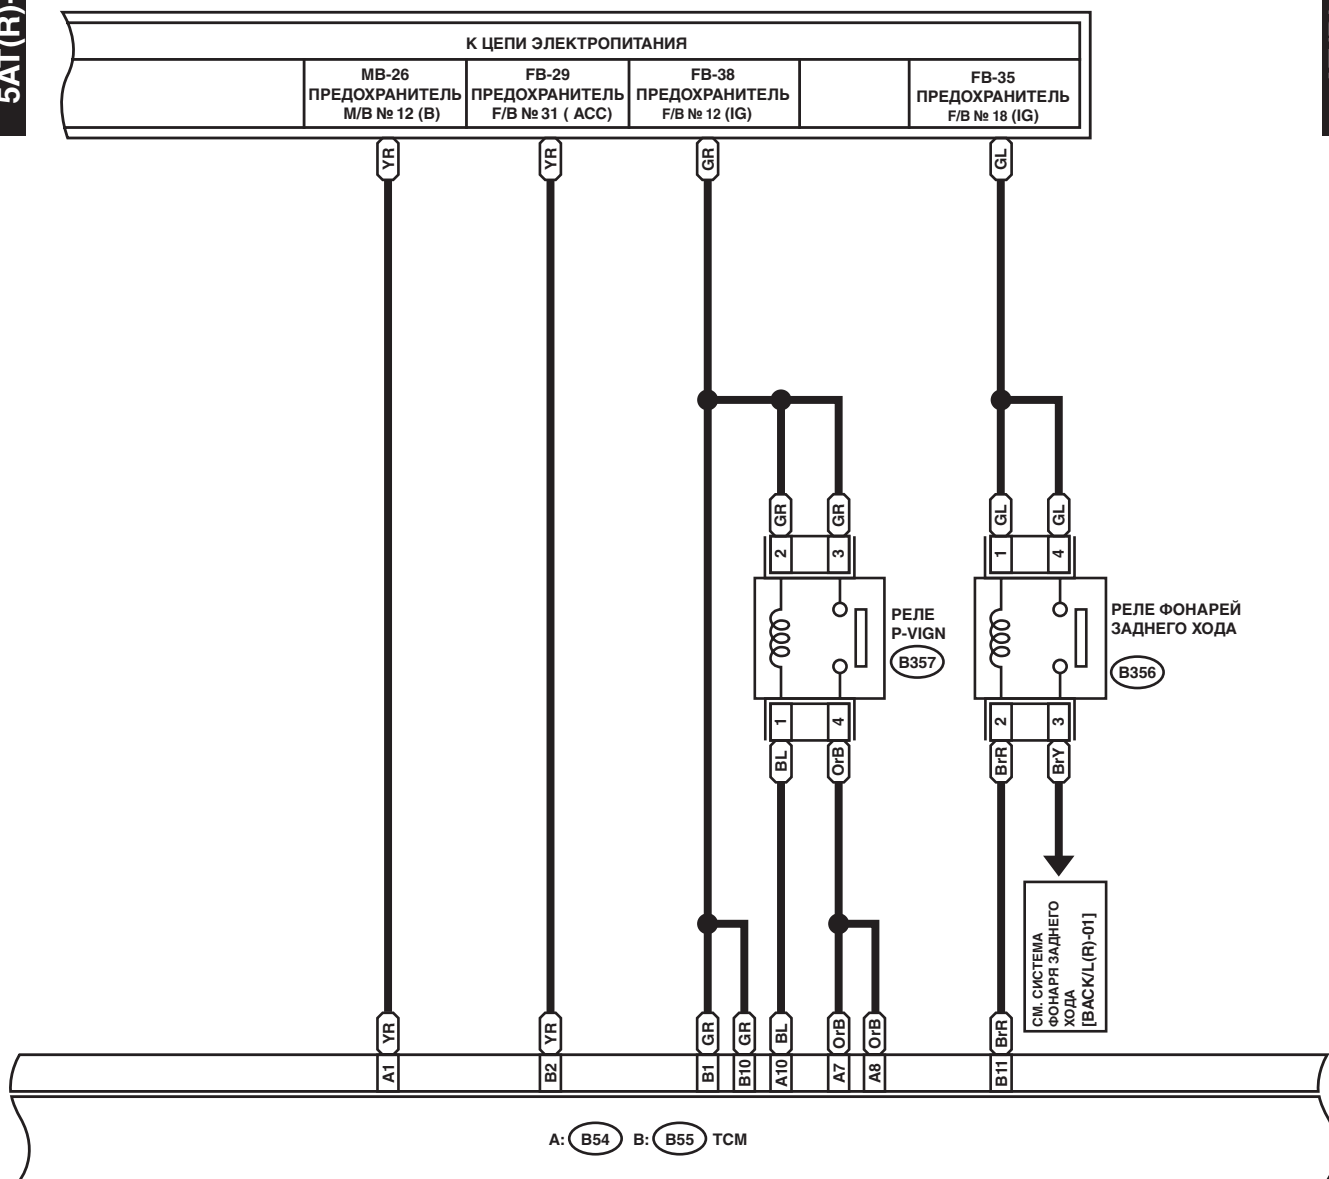 5AT(R)-
К ЦЕПИ ЭЛЕКТРОПИТАНИЯ
MB-26
ПРЕДОХРАНИТЕЛЬ
M/B № 12 (B)
FB-29
ПРЕДОХРАНИТЕЛЬ
F/B № 31 ( ACC)
FB-38
ПРЕДОХРАНИТЕЛЬ
F/B № 12 (IG)
FB-35
ПРЕДОХРАНИТЕЛЬ
F/B № 18 (IG)
YR
YR
GR
GL
GR
GR
GL
GL
2
3
1
4
РЕЛЕ
P-VIGN
B357
РЕЛЕ ФОНАРЕЙ
ЗАДНЕГО ХОДА
B356
1
4
2
3
BL
OrB
BrR
BrY
СМ. СИСТЕМА
ФОНАРЯ ЗАДНЕГО
ХОДА
[BACK/L(R)-01]
YR
YR
GR
GR
BL
OrB
OrB
BrR
A1
B2
B1
B10
A10
A7
A8
B11
A: B54 B: B55 TCM